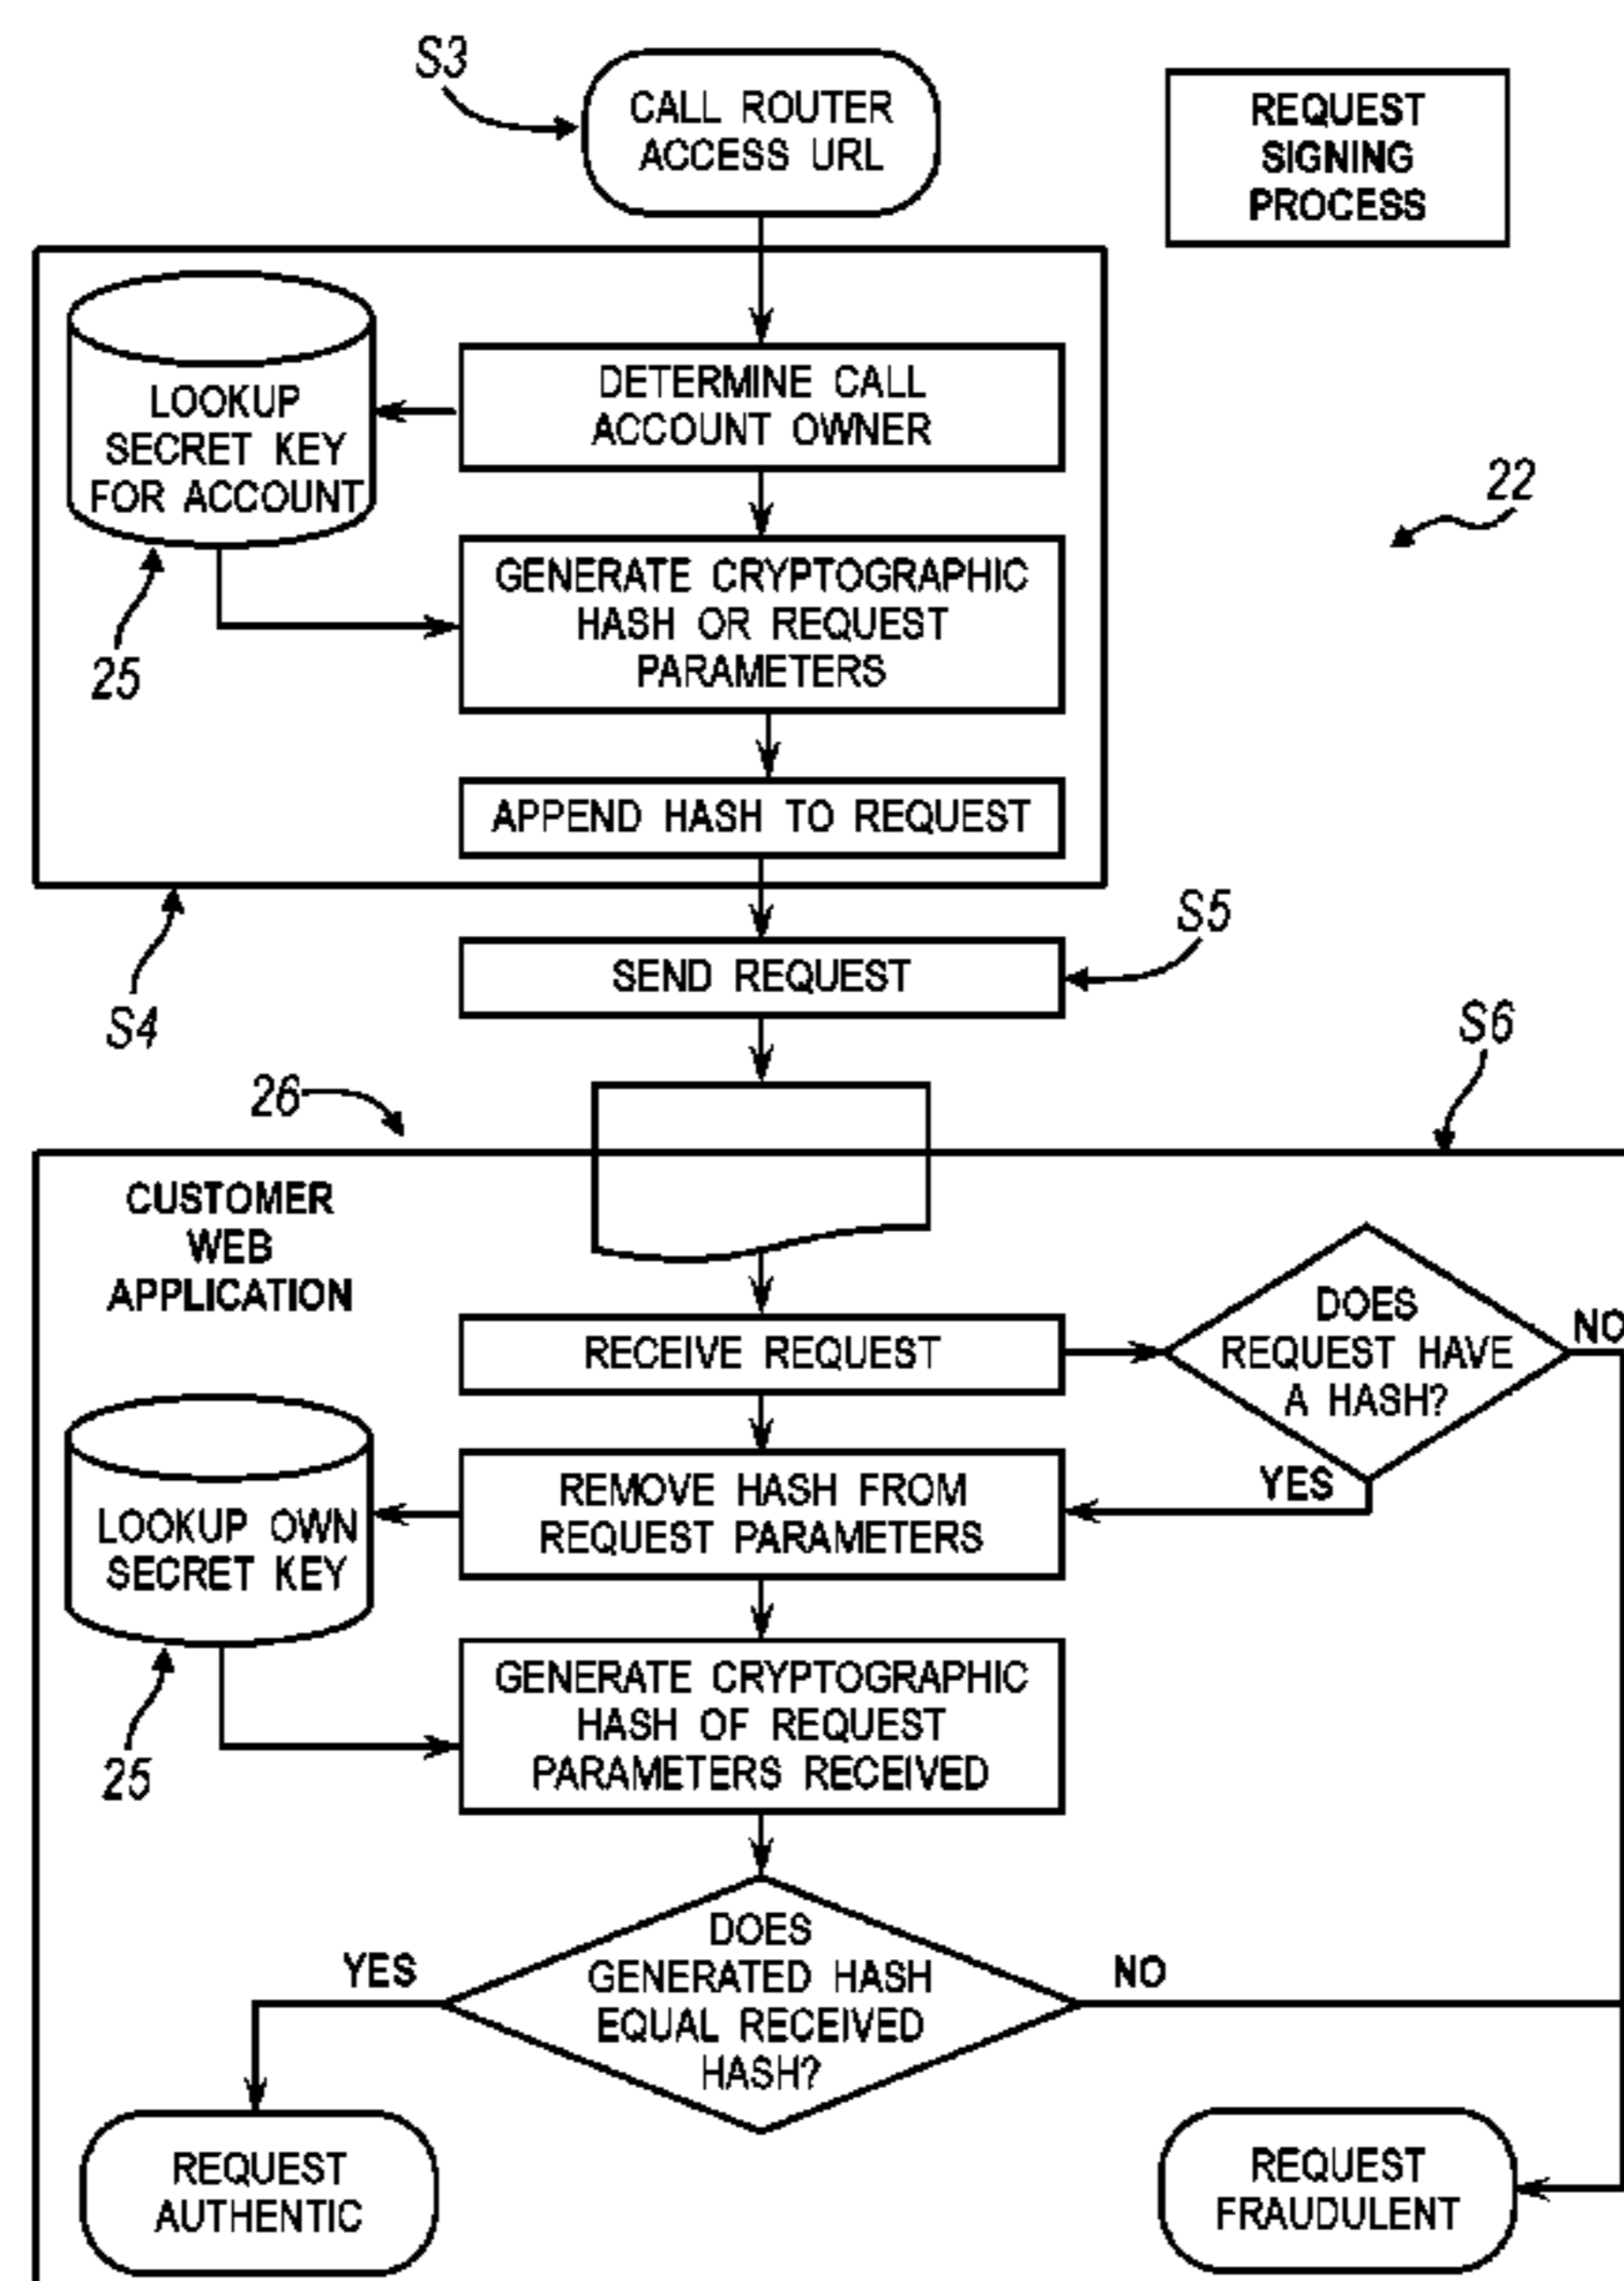 S3
CALL ROUTER
ACCESS URL
REQUEST
SIGNING
PROCESS
LOOKUP
SECRET KEY
FOR ACCOUNT
DETERMINE CALL
ACCOUNT OWNER
22
GENERATE CRYPTOGRAPHIC
HASH OR REQUEST
PARAMETERS
25
APPEND HASH TO REQUEST
S4
SEND REQUEST
S5
26
S6
CUSTOMER
WEB
APPLICATION
RECEIVE REQUEST
DOES
REQUEST HAVE
A HASH?
NO
YES
LOOKUP OWN
SECRET KEY
REMOVE HASH FROM
REQUEST PARAMETERS
25
GENERATE CRYPTOGRAPHIC
HASH OF REQUEST
PARAMETERS RECEIVED
YES
DOES
GENERATED HASH
EQUAL RECEIVED
HASH?
NO
REQUEST
AUTHENTIC
REQUEST
FRAUDULENT